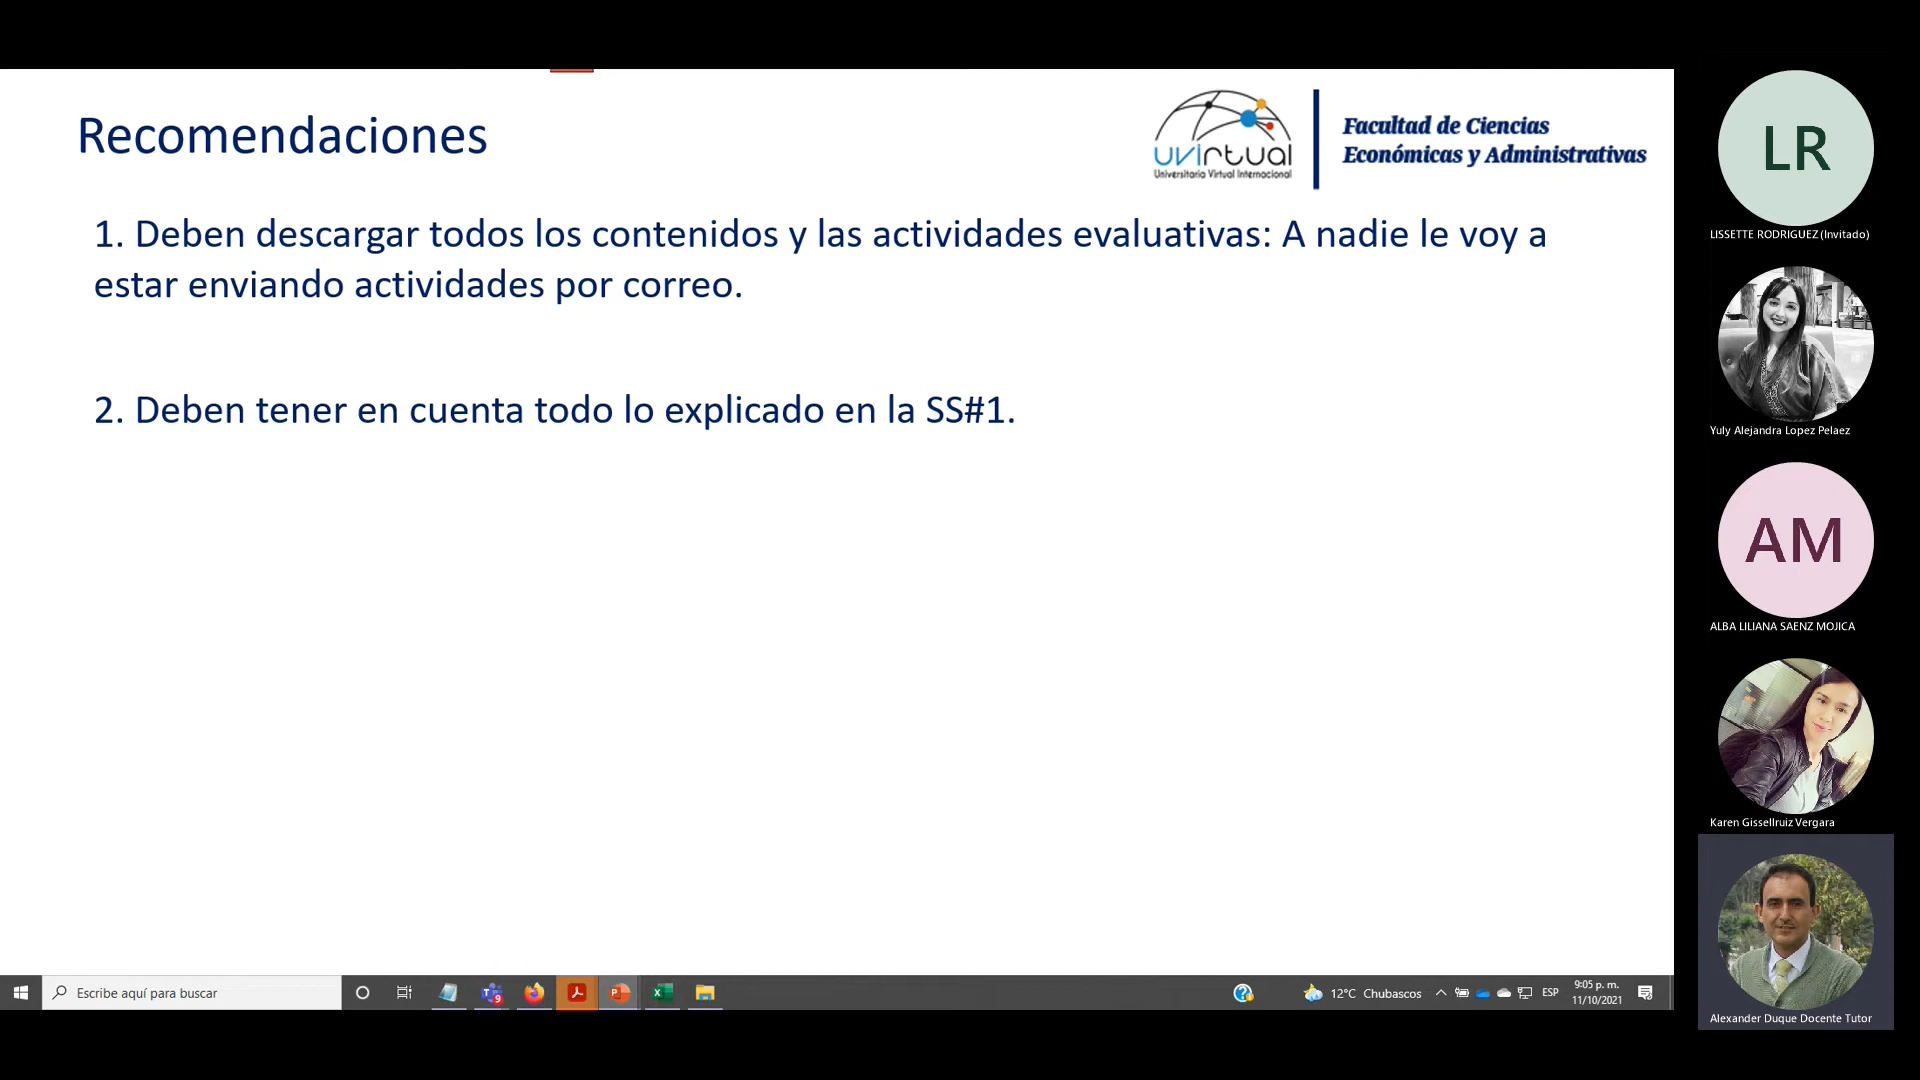 Recomendaciones
uvirtual
Universitaria Virtual Internacional
Facultad de Ciencias
Económicas y Administrativas
1. Deben descargar todos los contenidos y las actividades evaluativas: A nadie le voy a
estar enviando actividades por correo.
2. Deben tener en cuenta todo lo explicado en la SS#1.
LR
LISSETTE RODRIGUEZ (Invitado)
Yuly Alejandra Lopez Pelaez
AM
ALBA LILIANA SAENZ MOJICA
Karen Gissellruiz Vergara
Alexander Duque Docente Tutor
Escribe aquí para buscar
9
12°C Chubascos
ESP
9:05 p. m.
11/10/2021